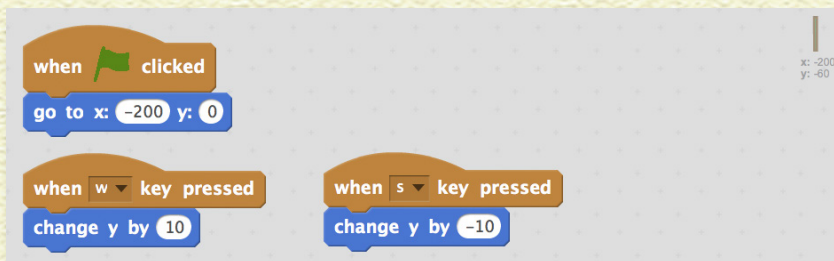 when clicked
go to x: -200 y: 0
x: -200
y: -60
when w key pressed
change y by 10
when s key pressed
change y by -10